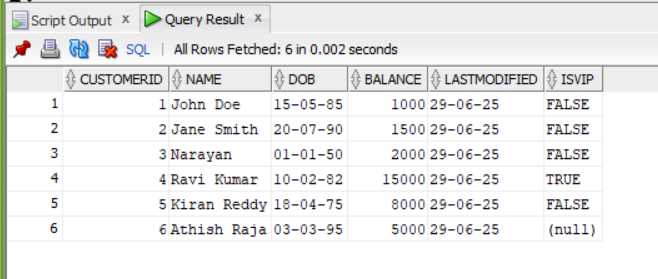 Script Output x Query Result x
SQL | All Rows Fetched: 6 in 0.002 seconds
CUSTOMERID NAME DOB BALANCE LASTMODIFIED ISVIP
1 1 John Doe 15-05-85 1000 29-06-25 FALSE
2 2 Jane Smith 20-07-90 1500 29-06-25 FALSE
3 3 Narayan 01-01-50 2000 29-06-25 FALSE
4 4 Ravi Kumar 10-02-82 15000 29-06-25 TRUE
5 5 Kiran Reddy 18-04-75 8000 29-06-25 FALSE
6 6 Athish Raja 03-03-95 5000 29-06-25 (null)